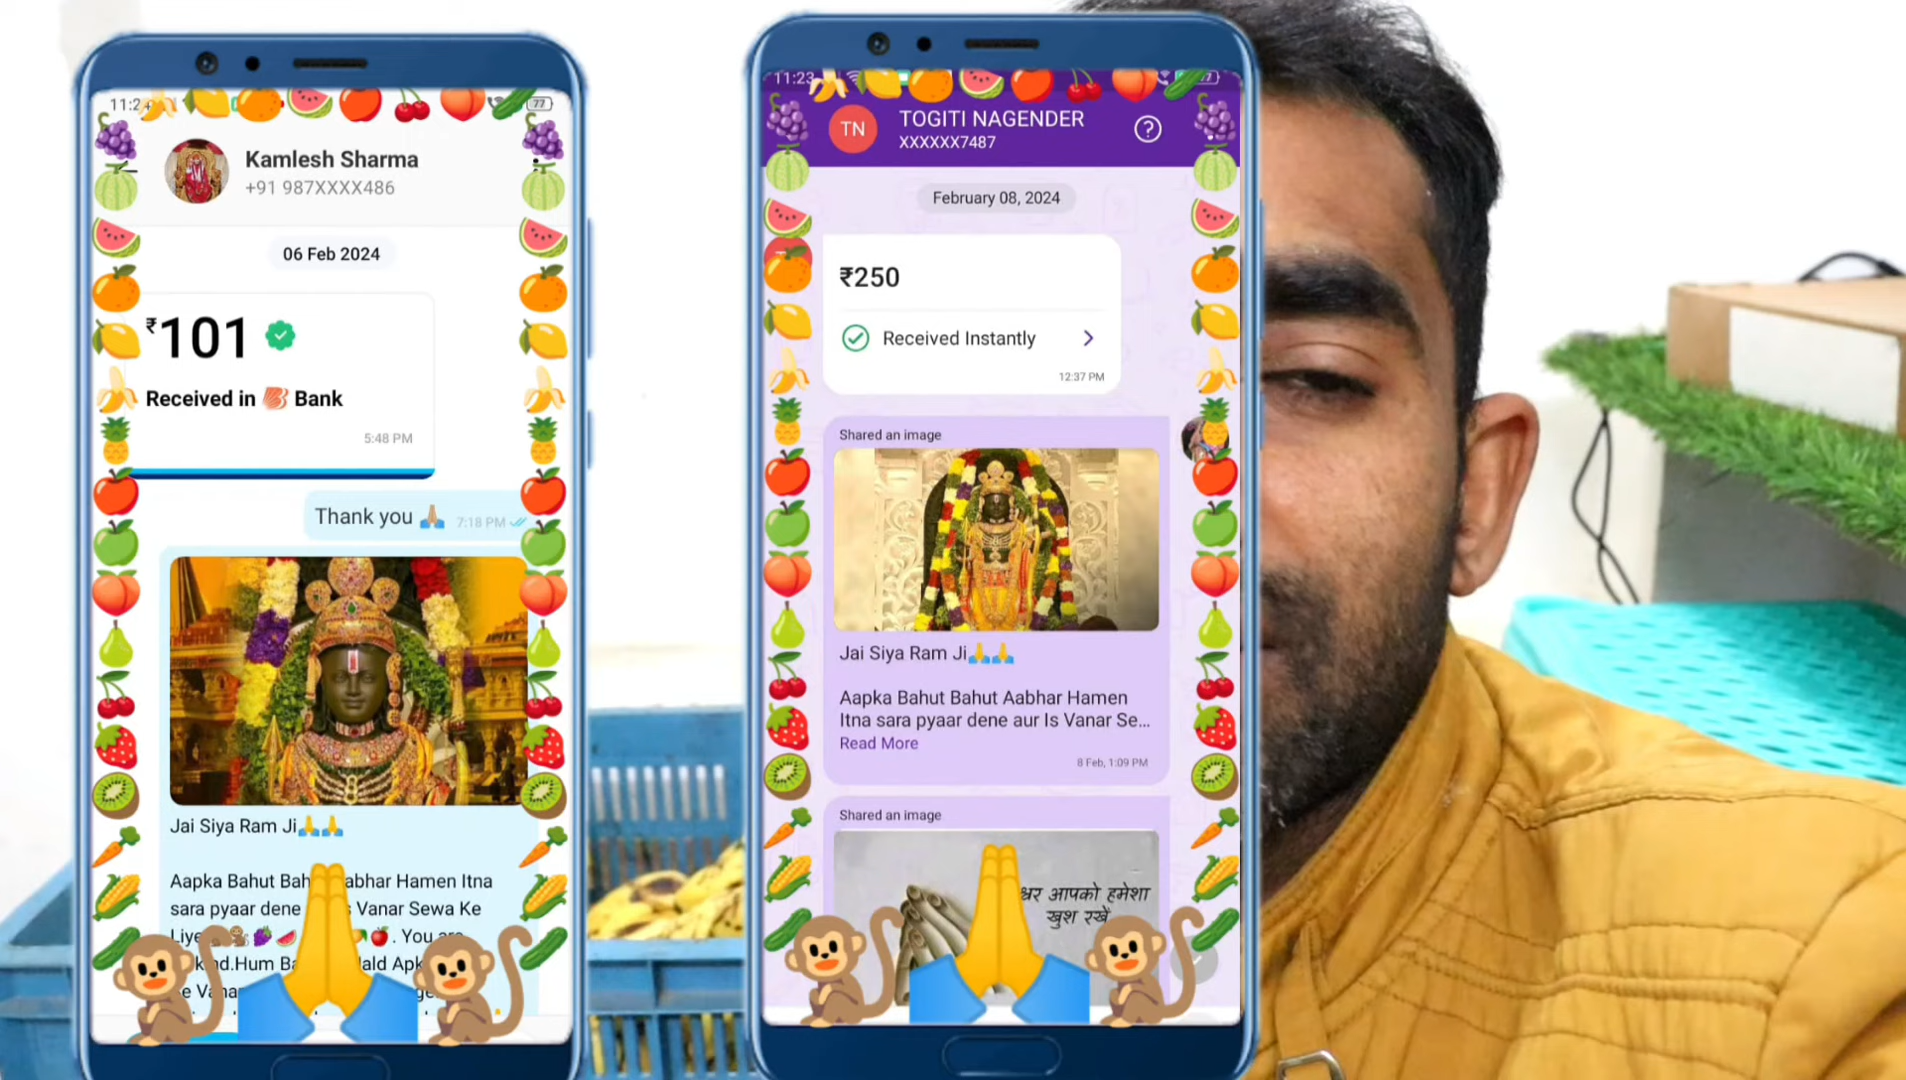 77
Kamlesh Sharma
+91 987XXXX486
06 Feb 2024
₹101
Received in Bank
5:48 PM
Thank you 🙏🏽 7:18 PM
Jai Siya Ram Ji🙏🙏
Aapka Bahut abhar Hamen Itna
sara pyaar dene Vanar Sewa Ke
You are
Hum
11:23
TN
TOGITI NAGENDER
XXXXXX7487
February 08, 2024
₹250
Received Instantly
12:37 PM
Shared an image
Jai Siya Ram Ji🙏🙏
Aapka Bahut Bahut Aabhar Hamen
Itna sara pyaar dene aur Is Vanar Se...
Read More
8 Feb, 1:09 PM
Shared an image
आपको हमेशा
खुश रखें